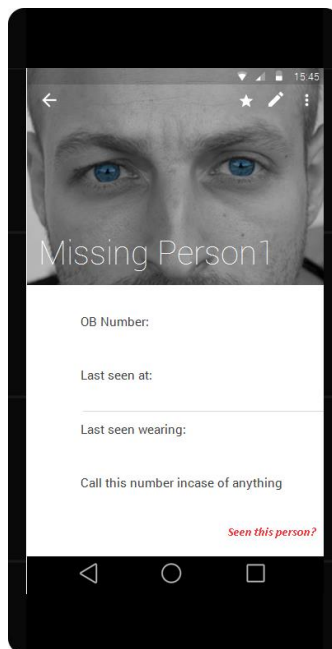 15:45
Missing Person1
OB Number:
Last seen at:
Last seen wearing:
Call this number incase of anything
Seen this person?